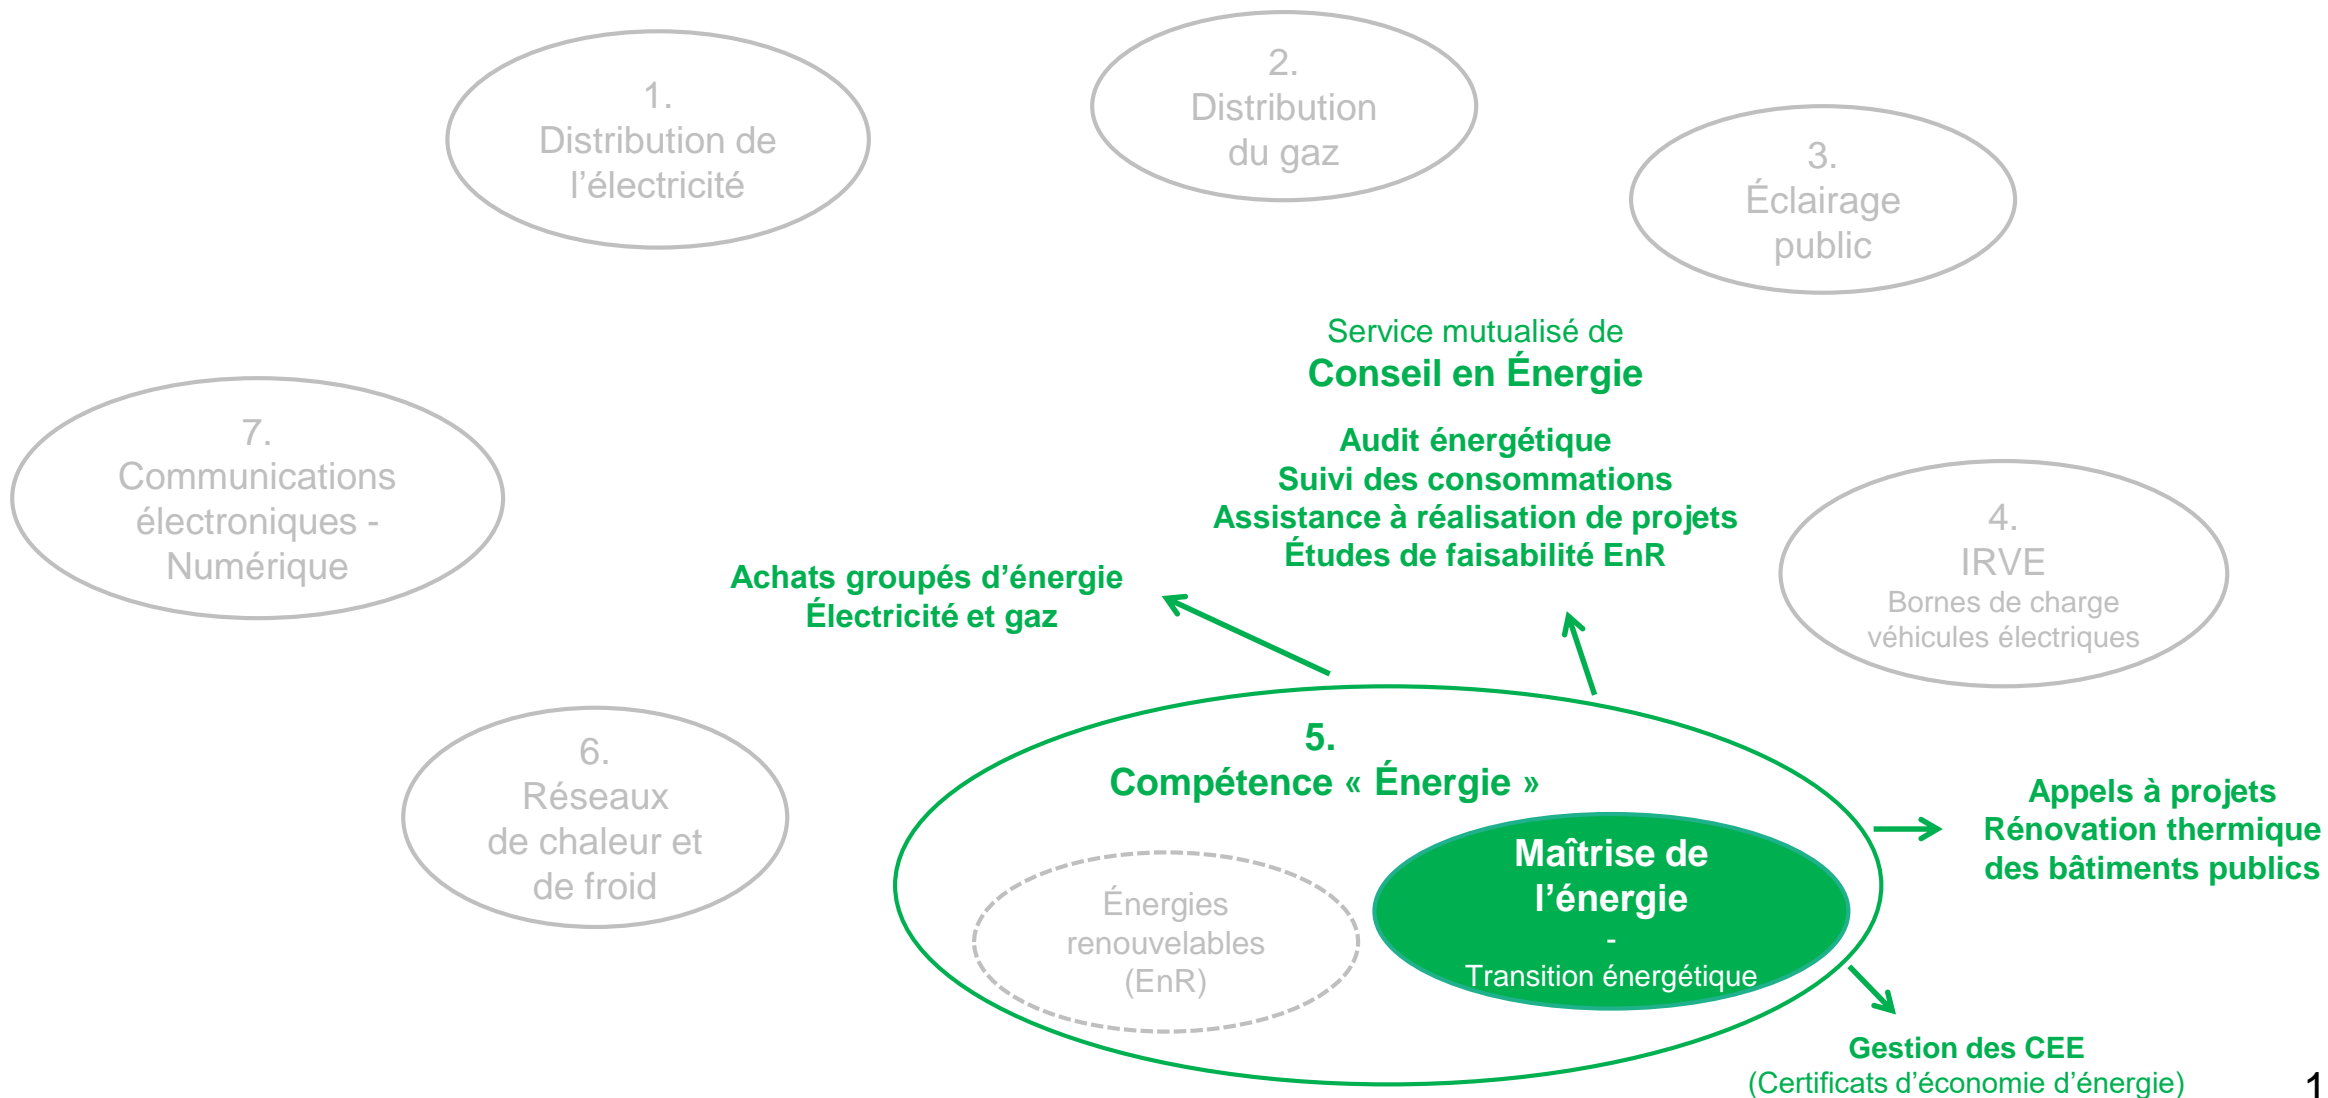 1.
Distribution de
l’électricité
2.
Distribution
du gaz
3.
Éclairage
public
Service mutualisé de
Conseil en Énergie
Audit énergétique
Suivi des consommations
Assistance à réalisation de projets
Études de faisabilité EnR
7.
Communications
électroniques -
Numérique
4.
IRVE
Bornes de charge
véhicules électriques
Achats groupés d’énergie
Électricité et gaz
6.
Réseaux
de chaleur et
de froid
5.
Compétence « Énergie »
Énergies
renouvelables
(EnR)
Maîtrise de
l’énergie
-
Transition énergétique
Appels à projets
Rénovation thermique
des bâtiments publics
Gestion des CEE
(Certificats d’économie d’énergie)
1